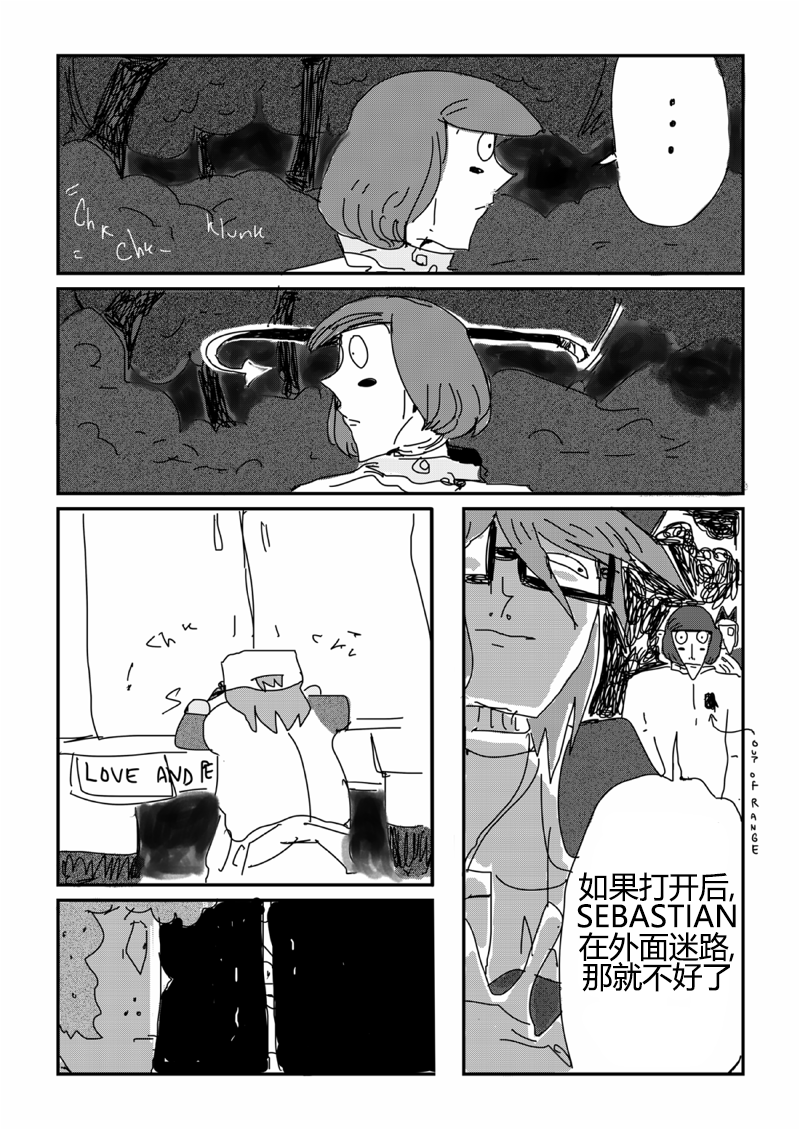 ...
Chk
Chk
Klunk
Chk
LOVE AND PE
OUT OF RANGE
如果打开后,
SEBASTIAN
在外面迷路,
那就不好了